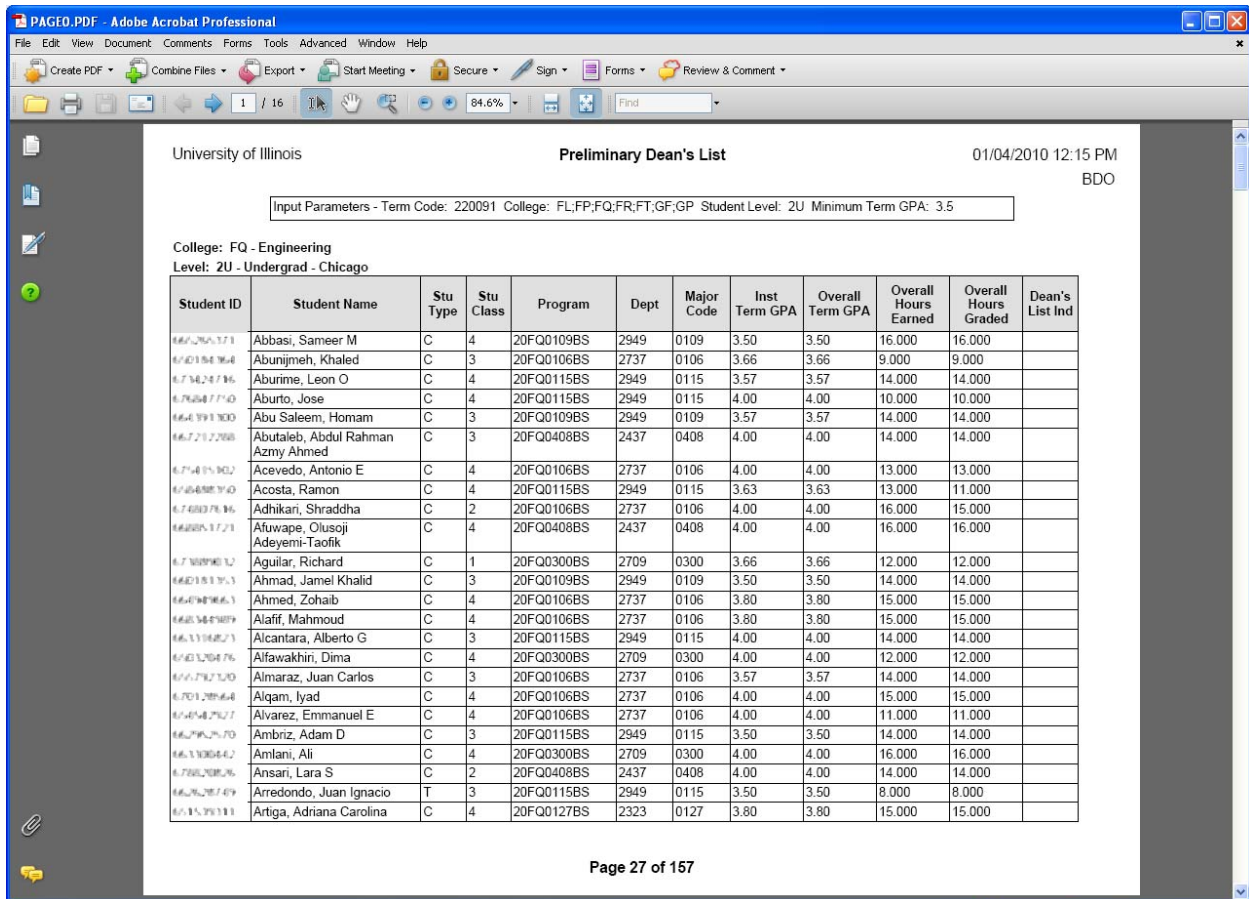 PAGE0.PDF - Adobe Acrobat Professional
File Edit View Document Comments Forms Tools Advanced Window Help
Create PDF Combine Files Export Start Meeting Secure Sign Forms Review & Comment
1 / 16 84.6% Find
University of Illinois Preliminary Dean's List 01/04/2010 12:15 PM
BDO
Input Parameters - Term Code: 220091 College: FL;FP;FQ;FR;FT;GF;GP Student Level: 2U Minimum Term GPA: 3.5
College: FQ - Engineering
Level: 2U - Undergrad - Chicago
Student ID Student Name Stu Type Stu Class Program Dept Major Code Inst Term GPA Overall Term GPA Overall Hours Earned Overall Hours Graded Dean's List Ind
Abbasi, Sameer M C 4 20FQ0109BS 2949 0109 3.50 3.50 16.000 16.000
Abunijmeh, Khaled C 3 20FQ0106BS 2737 0106 3.66 3.66 9.000 9.000
Aburime, Leon O C 4 20FQ0115BS 2949 0115 3.57 3.57 14.000 14.000
Aburto, Jose C 4 20FQ0115BS 2949 0115 4.00 4.00 10.000 10.000
Abu Saleem, Homam C 3 20FQ0109BS 2949 0109 3.57 3.57 14.000 14.000
Abutaleb, Abdul Rahman C 3 20FQ0408BS 2437 0408 4.00 4.00 14.000 14.000
Azmy Ahmed
Acevedo, Antonio E C 4 20FQ0106BS 2737 0106 4.00 4.00 13.000 13.000
Acosta, Ramon C 4 20FQ0115BS 2949 0115 3.63 3.63 13.000 11.000
Adhikari, Shraddha C 2 20FQ0106BS 2737 0106 4.00 4.00 16.000 15.000
Afuwape, Olusoji C 4 20FQ0408BS 2437 0408 4.00 4.00 16.000 16.000
Adeyemi-Taofik
Aguilar, Richard C 1 20FQ0300BS 2709 0300 3.66 3.66 12.000 12.000
Ahmad, Jamel Khalid C 3 20FQ0109BS 2949 0109 3.50 3.50 14.000 14.000
Ahmed, Zohaib C 4 20FQ0106BS 2737 0106 3.80 3.80 15.000 15.000
Alafif, Mahmoud C 4 20FQ0106BS 2737 0106 3.80 3.80 15.000 15.000
Alcantara, Alberto G C 3 20FQ0115BS 2949 0115 4.00 4.00 14.000 14.000
Alfawakhiri, Dima C 4 20FQ0300BS 2709 0300 4.00 4.00 12.000 12.000
Almaraz, Juan Carlos C 3 20FQ0106BS 2737 0106 3.57 3.57 14.000 14.000
Alqam, Iyad C 4 20FQ0106BS 2737 0106 4.00 4.00 15.000 15.000
Alvarez, Emmanuel E C 4 20FQ0106BS 2737 0106 4.00 4.00 11.000 11.000
Ambriz, Adam D C 3 20FQ0115BS 2949 0115 3.50 3.50 14.000 14.000
Amlani, Ali C 4 20FQ0300BS 2709 0300 4.00 4.00 16.000 16.000
Ansari, Lara S C 2 20FQ0408BS 2437 0408 4.00 4.00 14.000 14.000
Arredondo, Juan Ignacio T 3 20FQ0115BS 2949 0115 3.50 3.50 8.000 8.000
Artiga, Adriana Carolina C 4 20FQ0127BS 2323 0127 3.80 3.80 15.000 15.000
Page 27 of 157